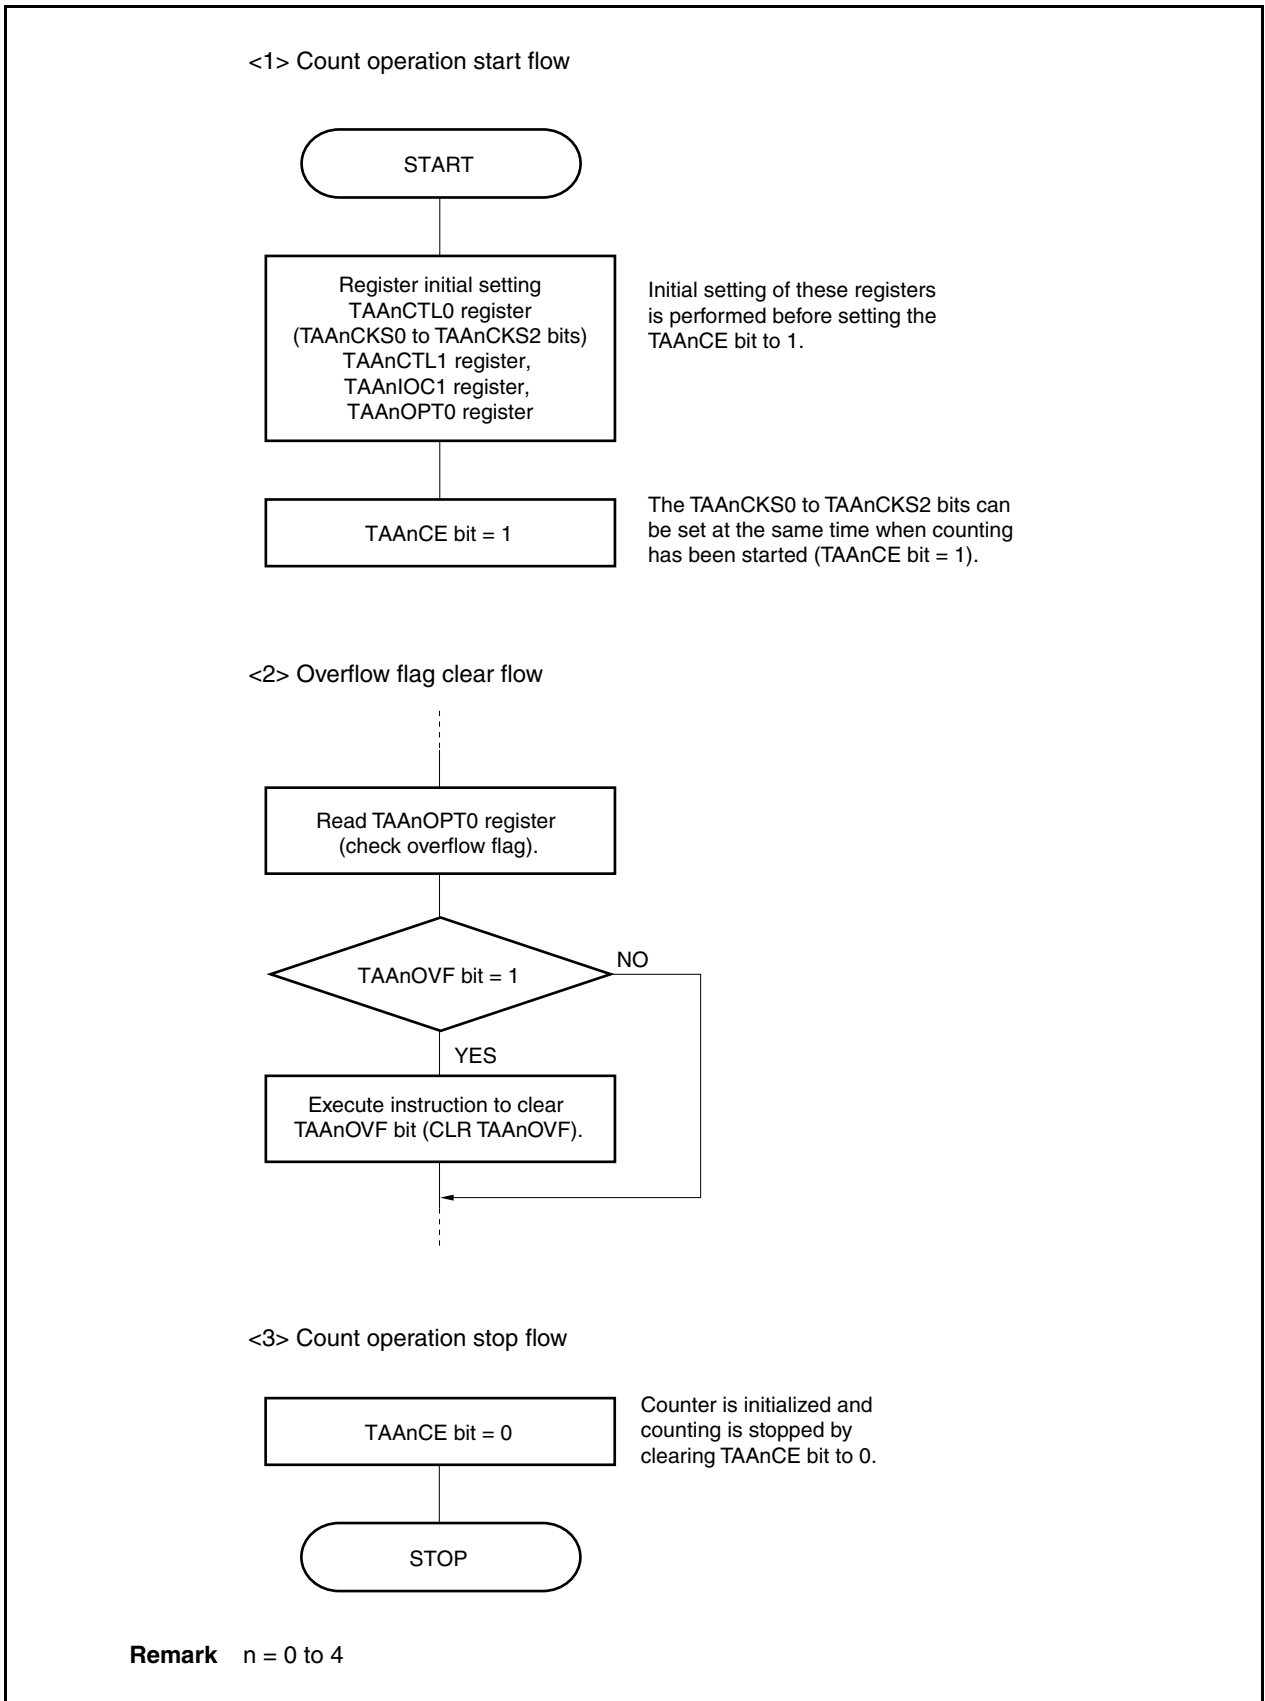 <1> Count operation start flow
START
Register initial setting
TAAnCTL0 register
(TAAnCKS0 to TAAnCKS2 bits)
TAAnCTL1 register,
TAAnIOC1 register,
TAAnOPT0 register
Initial setting of these registers
is performed before setting the
TAAnCE bit to 1.
TAAnCE bit = 1
The TAAnCKS0 to TAAnCKS2 bits can
be set at the same time when counting
has been started (TAAnCE bit = 1).
<2> Overflow flag clear flow
Read TAAnOPT0 register
(check overflow flag).
TAAnOVF bit = 1
NO
YES
Execute instruction to clear
TAAnOVF bit (CLR TAAnOVF).
<3> Count operation stop flow
TAAnCE bit = 0
Counter is initialized and
counting is stopped by
clearing TAAnCE bit to 0.
STOP
Remark n = 0 to 4